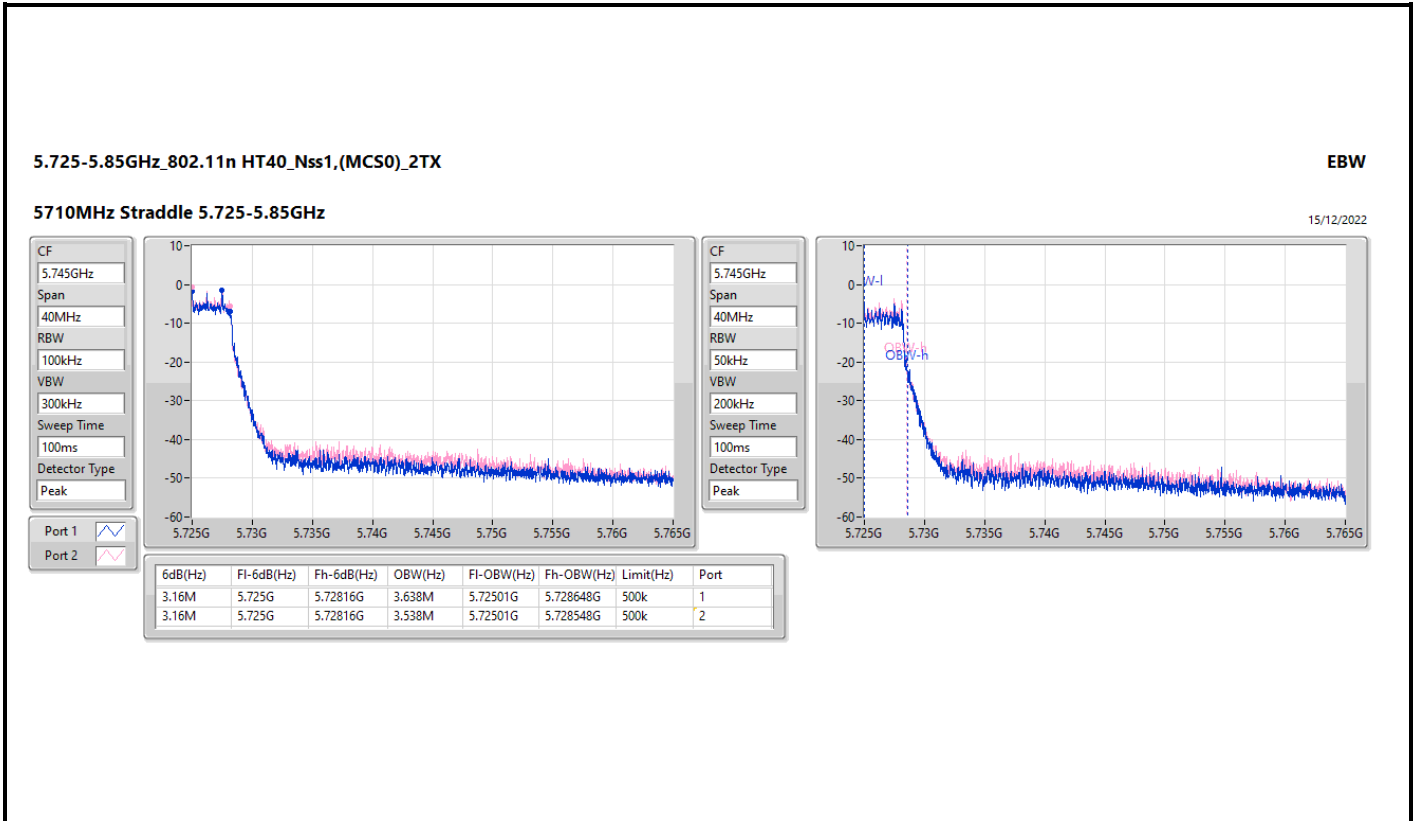 5.725-5.85GHz_802.11n HT40_Nss1,(MCS0)_2TX
EBW
5710MHz Straddle 5.725-5.85GHz
15/12/2022
CF
5.745GHz
Span
40MHz
RBW
100kHz
VBW
300kHz
Sweep Time
100ms
Detector Type
Peak
Port 1
Port 2
10
0
-10
-20
-30
-40
-50
-60
5.725G 5.73G 5.735G 5.74G 5.745G 5.75G 5.755G 5.76G 5.765G
CF
5.745GHz
Span
40MHz
RBW
50kHz
VBW
200kHz
Sweep Time
100ms
Detector Type
Peak
10
0
-10
-20
-30
-40
-50
-60
W-l
OBW-h
OBW-h
5.725G 5.73G 5.735G 5.74G 5.745G 5.75G 5.755G 5.76G 5.765G
6dB(Hz) Fl-6dB(Hz) Fh-6dB(Hz) OBW(Hz) Fl-OBW(Hz) Fh-OBW(Hz) Limit(Hz) Port
3.16M 5.725G 5.72816G 3.638M 5.72501G 5.728648G 500k 1
3.16M 5.725G 5.72816G 3.538M 5.72501G 5.728548G 500k 2